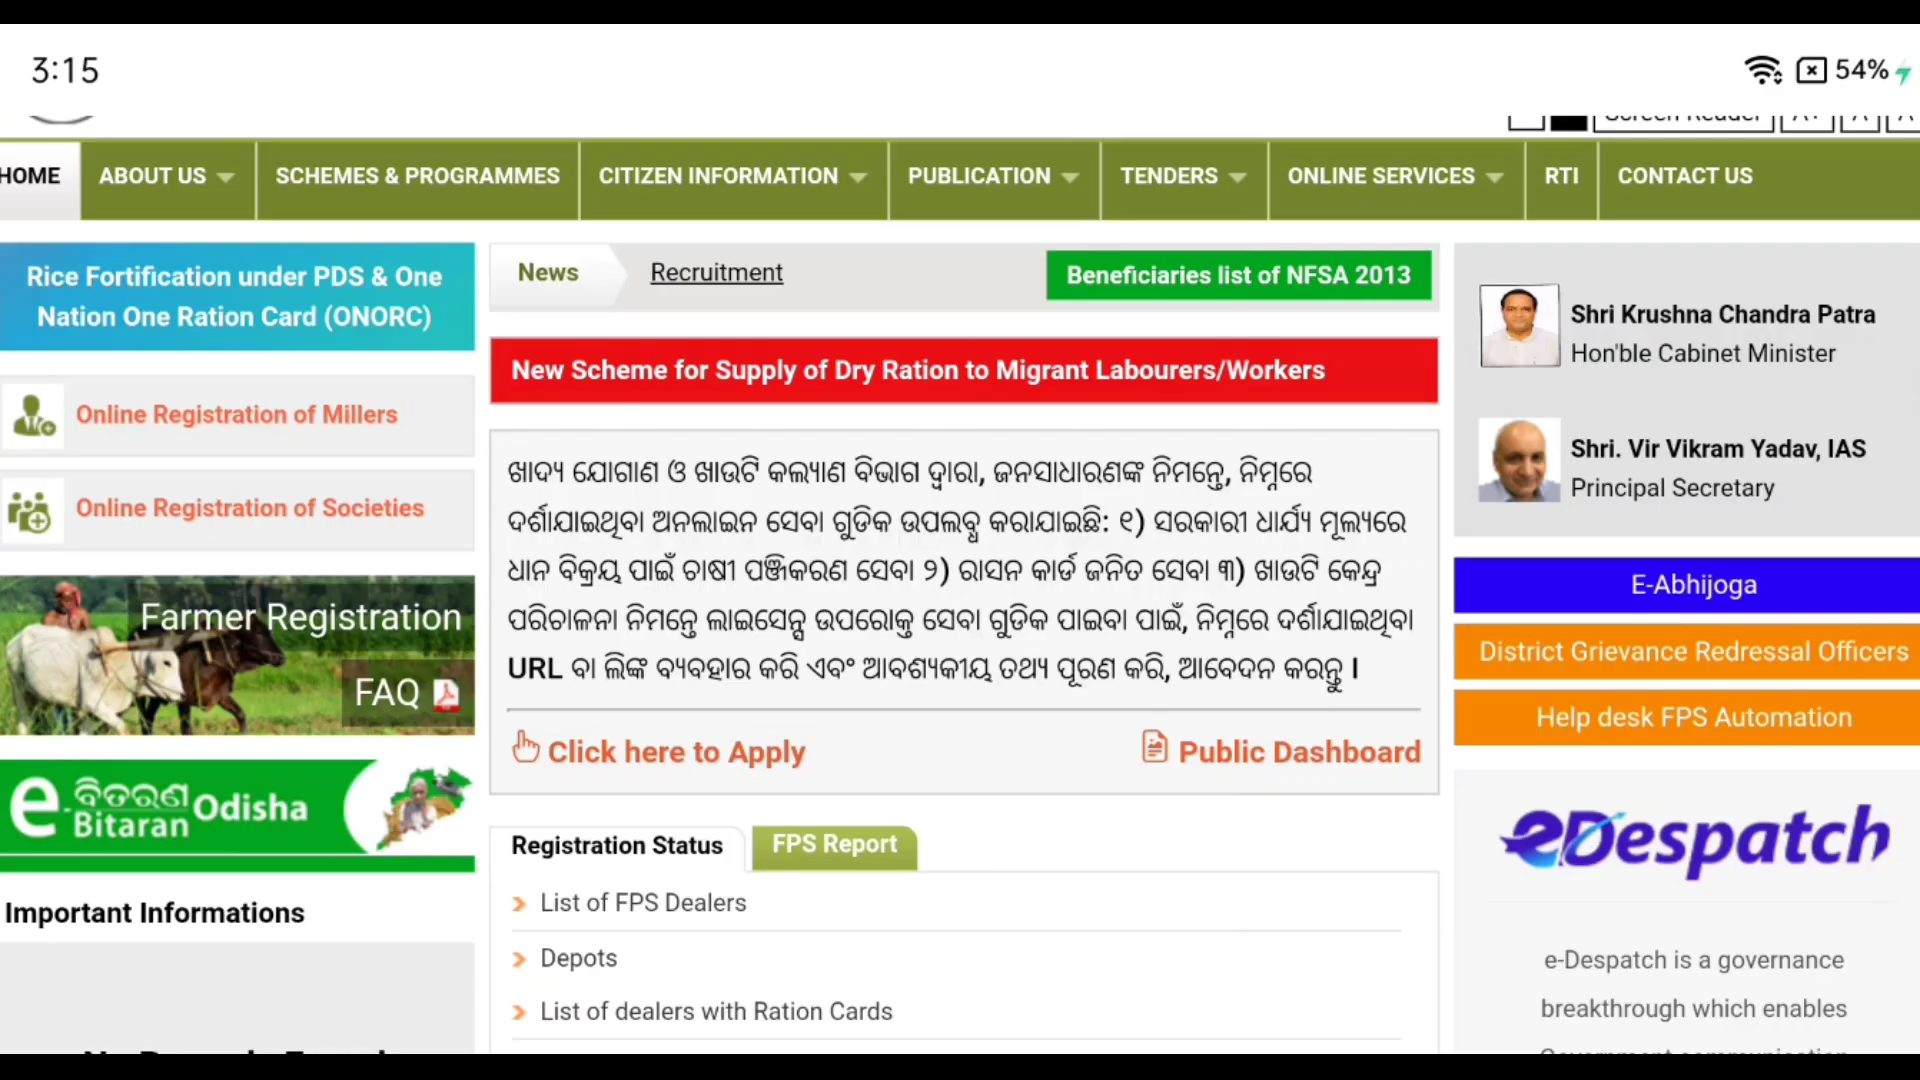 3:15
54%
HOME
ABOUT US
SCHEMES & PROGRAMMES
CITIZEN INFORMATION
PUBLICATION
TENDERS
ONLINE SERVICES
RTI
CONTACT US
Rice Fortification under PDS & One
Nation One Ration Card (ONORC)
Online Registration of Millers
Online Registration of Societies
Farmer Registration
FAQ
e-ବିତରଣ
Bitaran
Odisha
Important Informations
News
Recruitment
Beneficiaries list of NFSA 2013
New Scheme for Supply of Dry Ration to Migrant Labourers/Workers
ଖାଦ୍ୟ ଯୋଗାଣ ଓ ଖାଉଟି କଲ୍ୟାଣ ବିଭାଗ ଦ୍ୱାରା, ଜନସାଧାରଣଙ୍କ ନିମନ୍ତେ, ନିମ୍ନରେ
ଦର୍ଶାଯାଇଥିବା ଅନଲାଇନ ସେବା ଗୁଡିକ ଉପଲବ୍ଧ କରାଯାଇଛି: ୧) ସରକାରୀ ଧାର୍ଯ୍ୟ ମୂଲ୍ୟରେ
ଧାନ ବିକ୍ରୟ ପାଇଁ ଚାଷୀ ପଞ୍ଜିକରଣ ସେବା ୨) ରାସନ କାର୍ଡ ଜନିତ ସେବା ୩) ଖାଉଟି କେନ୍ଦ୍ର
ପରିଚାଳନା ନିମନ୍ତେ ଲାଇସେନ୍ସ ଉପରୋକ୍ତ ସେବା ଗୁଡିକ ପାଇବା ପାଇଁ, ନିମ୍ନରେ ଦର୍ଶାଯାଇଥିବା
URL ବା ଲିଙ୍କ ବ୍ୟବହାର କରି ଏବଂ ଆବଶ୍ୟକୀୟ ତଥ୍ୟ ପୂରଣ କରି, ଆବେଦନ କରନ୍ତୁ ।
Click here to Apply
Public Dashboard
Registration Status
FPS Report
List of FPS Dealers
Depots
List of dealers with Ration Cards
Shri Krushna Chandra Patra
Hon'ble Cabinet Minister
Shri. Vir Vikram Yadav, IAS
Principal Secretary
E-Abhijoga
District Grievance Redressal Officers
Help desk FPS Automation
eDespatch
e-Despatch is a governance
breakthrough which enables